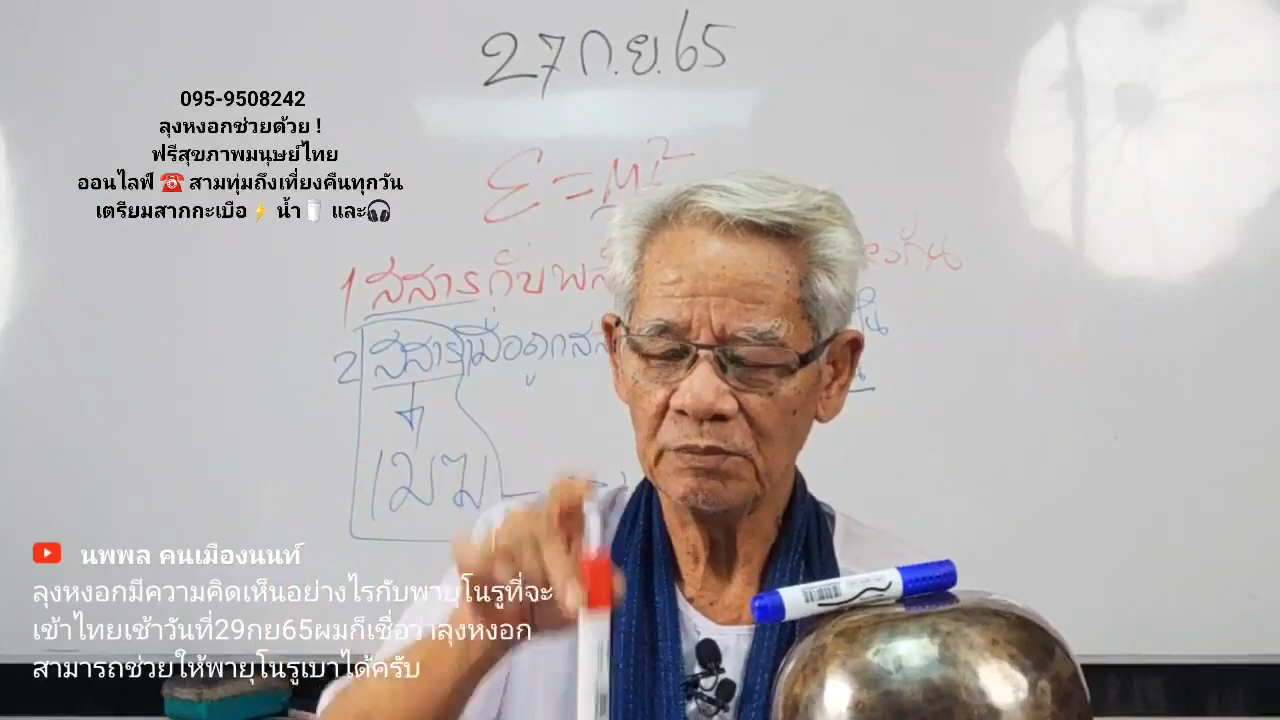 27 ก.ย. 65
095-9508242
ลุงหงอกช่วยด้วย !
ฟรีสุขภาพมนุษย์ไทย
ออนไลฟ์ ☎️ สามทุ่มถึงเที่ยงคืนทุกวัน
เตรียมสากกะเบือ⚡ น้ำ🥛 และ🎧
E = mc²
1 สสารกับพลั
2 สสารเมื่อถูกสล
ใน
เมฆ
นพพล คนเมืองนนท์
ลุงหงอกมีความคิดเห็นอย่างไรกับพายุโนรูที่จะ
เข้าไทยเช้าวันที่29กย65ผมก็เชื่อว่าลุงหงอก
สามารถช่วยให้พายุโนรูเบาได้ครับ